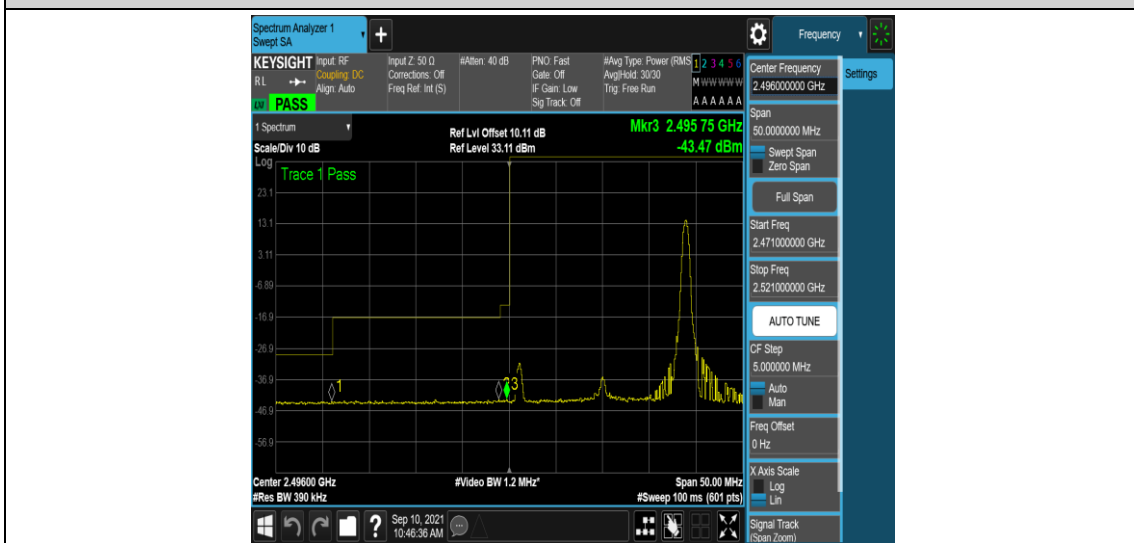 Spectrum Analyzer 1
Swept SA
+
Frequency
KEYSIGHT
RL
LV PASS
Input: RF
Coupling: DC
Align: Auto
Input Z: 50 Ω
Corrections: Off
Freq Ref: Int (S)
#Atten: 40 dB
PNO: Fast
Gate: Off
IF Gain: Low
Sig Track: Off
#Avg Type: Power (RMS
Avg|Hold: 30/30
Trig: Free Run
1 2 3 4 5 6
M W W W W W
A A A A A A
1 Spectrum
Scale/Div 10 dB
Ref Lvl Offset 10.11 dB
Ref Level 33.11 dBm
Mkr3 2.495 75 GHz
-43.47 dBm
Log
Trace 1 Pass
23.1
13.1
3.11
-6.89
-16.9
-26.9
-36.9
-46.9
-56.9
1
3
Center 2.49600 GHz
#Res BW 390 kHz
#Video BW 1.2 MHz*
Span 50.00 MHz
#Sweep 100 ms (601 pts)
Center Frequency
2.496000000 GHz
Settings
Span
50.0000000 MHz
Swept Span
Zero Span
Full Span
Start Freq
2.471000000 GHz
Stop Freq
2.521000000 GHz
AUTO TUNE
CF Step
5.000000 MHz
Auto
Man
Freq Offset
0 Hz
X Axis Scale
Log
Lin
Signal Track
(Span Zoom)
?
Sep 10, 2021
10:46:36 AM